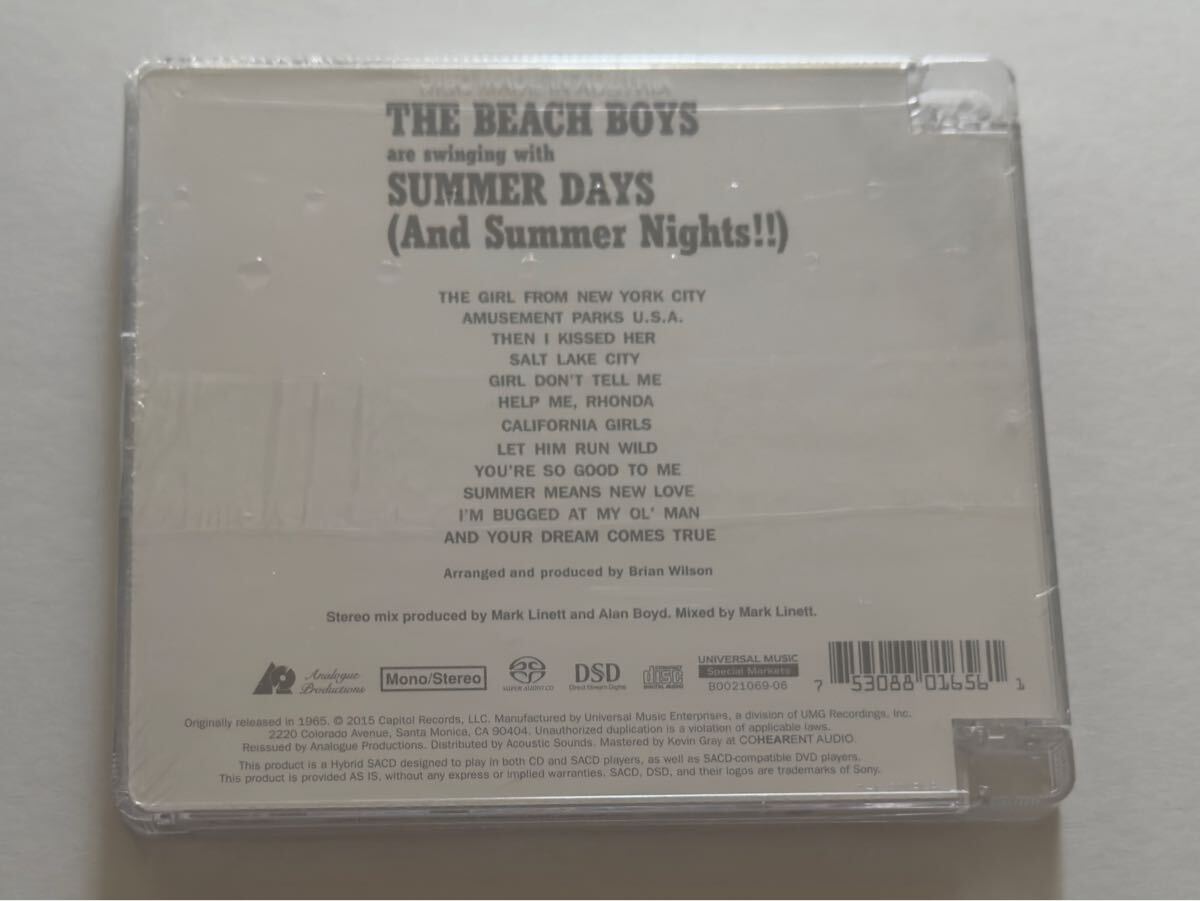 THE BEACH BOYS
are swinging with
SUMMER DAYS
(And Summer Nights!!)
THE GIRL FROM NEW YORK CITY
AMUSEMENT PARKS U.S.A.
THEN I KISSED HER
SALT LAKE CITY
GIRL DON'T TELL ME
HELP ME, RHONDA
CALIFORNIA GIRLS
LET HIM RUN WILD
YOU'RE SO GOOD TO ME
SUMMER MEANS NEW LOVE
I'M BUGGED AT MY OL' MAN
AND YOUR DREAM COMES TRUE
Arranged and produced by Brian Wilson
Stereo mix produced by Mark Linett and Alan Boyd. Mixed by Mark Linett.
Analogue
Productions
Mono/Stereo
SUPER AUDIO CD
DSD
Direct Stream Digital
COMPACT
disc
DIGITAL AUDIO
UNIVERSAL MUSIC
Special Markets
B0021069-06
7 53088 01656 1
Originally released in 1965. © 2015 Capitol Records, LLC. Manufactured by Universal Music Enterprises, a division of UMG Recordings, Inc.
2220 Colorado Avenue, Santa Monica, CA 90404. Unauthorized duplication is a violation of applicable laws.
Reissued by Analogue Productions. Distributed by Acoustic Sounds. Mastered by Kevin Gray at COHEARENT AUDIO.
This product is a Hybrid SACD designed to play in both CD and SACD players, as well as SACD-compatible DVD players.
This product is provided AS IS, without any express or implied warranties. SACD, DSD, and their logos are trademarks of Sony.